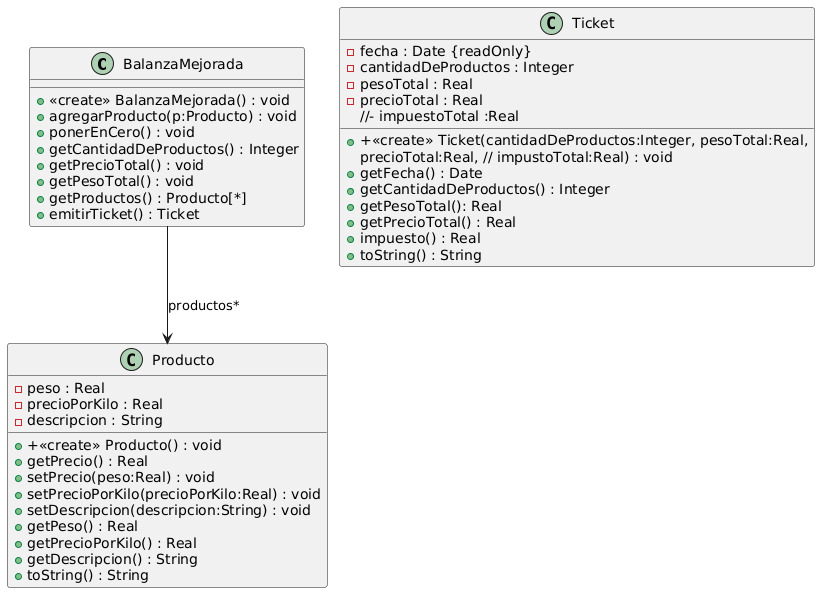 C BalanzaMejorada
«create» BalanzaMejorada() : void
agregarProducto(p:Producto) : void
ponerEnCero() : void
getCantidadDeProductos() : Integer
getPrecioTotal() : void
getPesoTotal() : void
getProductos() : Producto[*]
emitirTicket() : Ticket
C Ticket
fecha : Date {readOnly}
cantidadDeProductos : Integer
pesoTotal : Real
precioTotal : Real
//- impuestoTotal :Real
+«create» Ticket(cantidadDeProductos:Integer, pesoTotal:Real,
precioTotal:Real, // impustoTotal:Real) : void
getFecha() : Date
getCantidadDeProductos() : Integer
getPesoTotal(): Real
getPrecioTotal() : Real
impuesto() : Real
toString() : String
productos*
C Producto
peso : Real
precioPorKilo : Real
descripcion : String
+«create» Producto() : void
getPrecio() : Real
setPrecio(peso:Real) : void
setPrecioPorKilo(precioPorKilo:Real) : void
setDescripcion(descripcion:String) : void
getPeso() : Real
getPrecioPorKilo() : Real
getDescripcion() : String
toString() : String